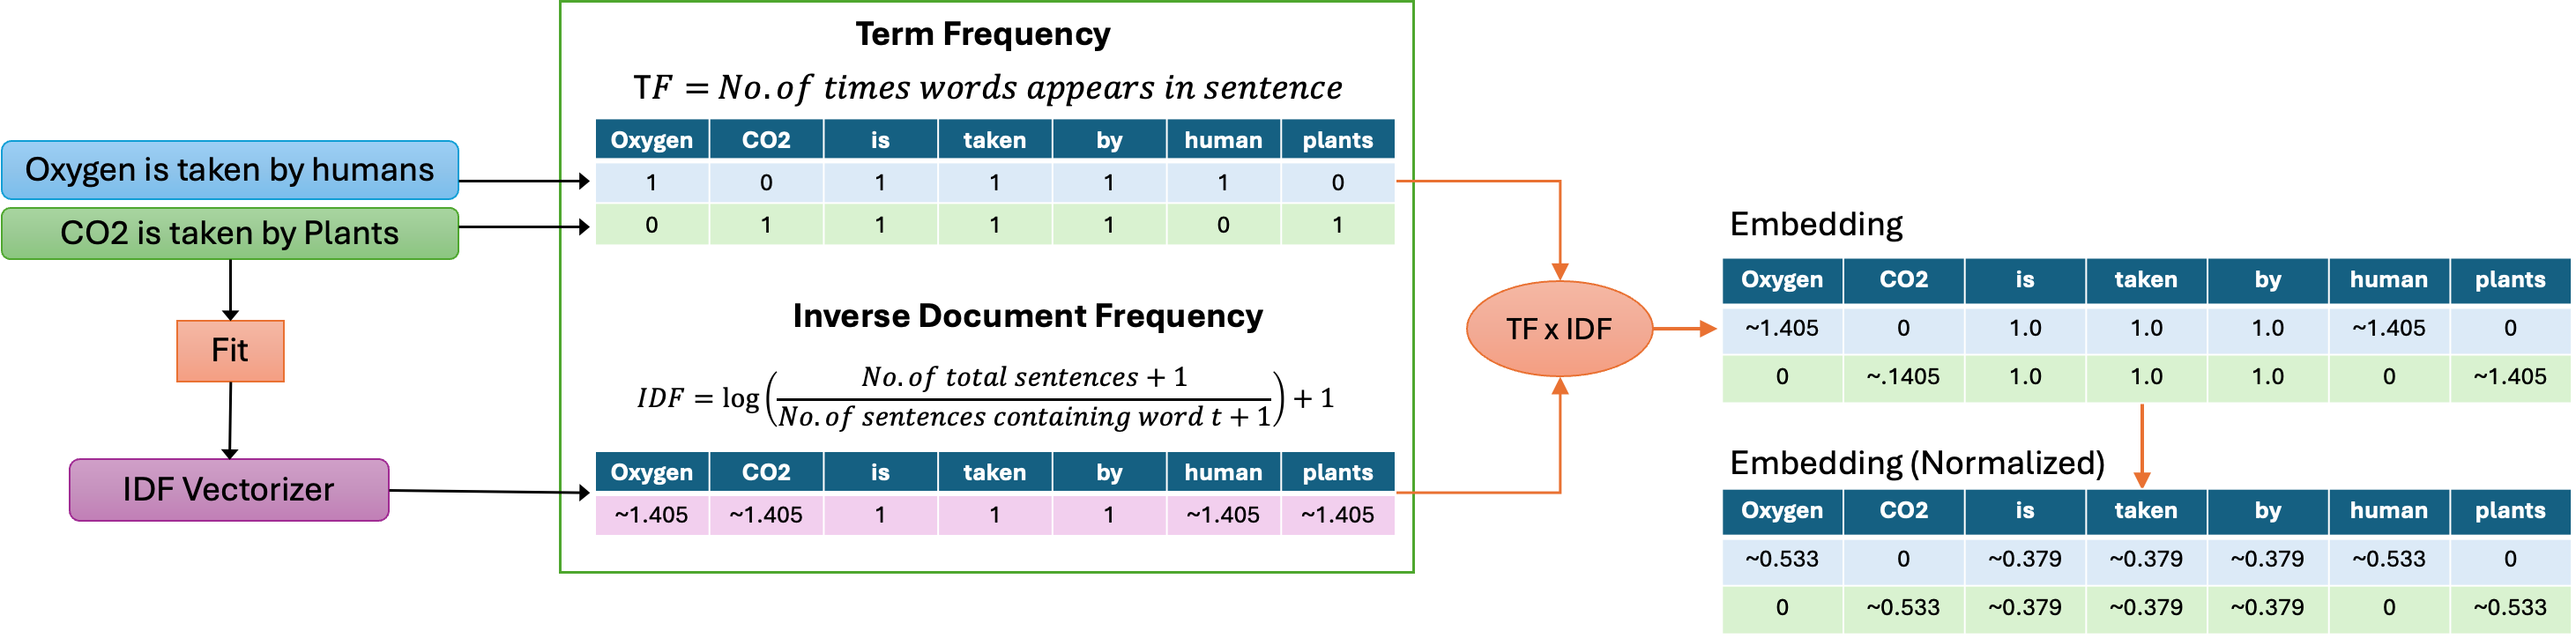 Oxygen is taken by humans
CO2 is taken by Plants
Fit
IDF Vectorizer
Term Frequency
TF = No. of times words appears in sentence
Oxygen CO2 is taken by human plants
1 0 1 1 1 1 0
0 1 1 1 1 0 1
Inverse Document Frequency
IDF = log ( No. of total sentences + 1 / No. of sentences containing word t + 1 ) + 1
Oxygen CO2 is taken by human plants
~1.405 ~1.405 1 1 1 ~1.405 ~1.405
TF x IDF
Embedding
Oxygen CO2 is taken by human plants
~1.405 0 1.0 1.0 1.0 ~1.405 0
0 ~.1405 1.0 1.0 1.0 0 ~1.405
Embedding (Normalized)
Oxygen CO2 is taken by human plants
~0.533 0 ~0.379 ~0.379 ~0.379 ~0.533 0
0 ~0.533 ~0.379 ~0.379 ~0.379 0 ~0.533